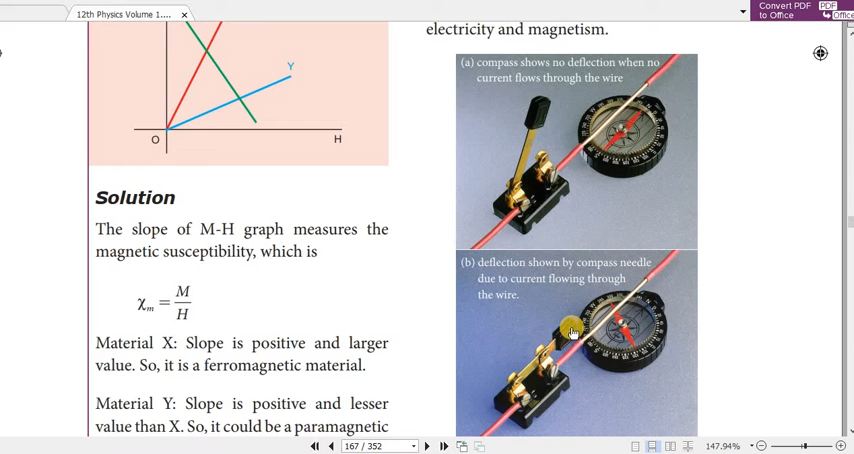 12th Physics Volume 1....
Convert PDF
to Office
PDF
Office
electricity and magnetism.
Y
O
H
Solution
The slope of M-H graph measures the
magnetic susceptibility, which is
χm = M/H
Material X: Slope is positive and larger
value. So, it is a ferromagnetic material.
Material Y: Slope is positive and lesser
value than X. So, it could be a paramagnetic
(a) compass shows no deflection when no
current flows through the wire
(b) deflection shown by compass needle
due to current flowing through
the wire.
167 / 352
147.94%